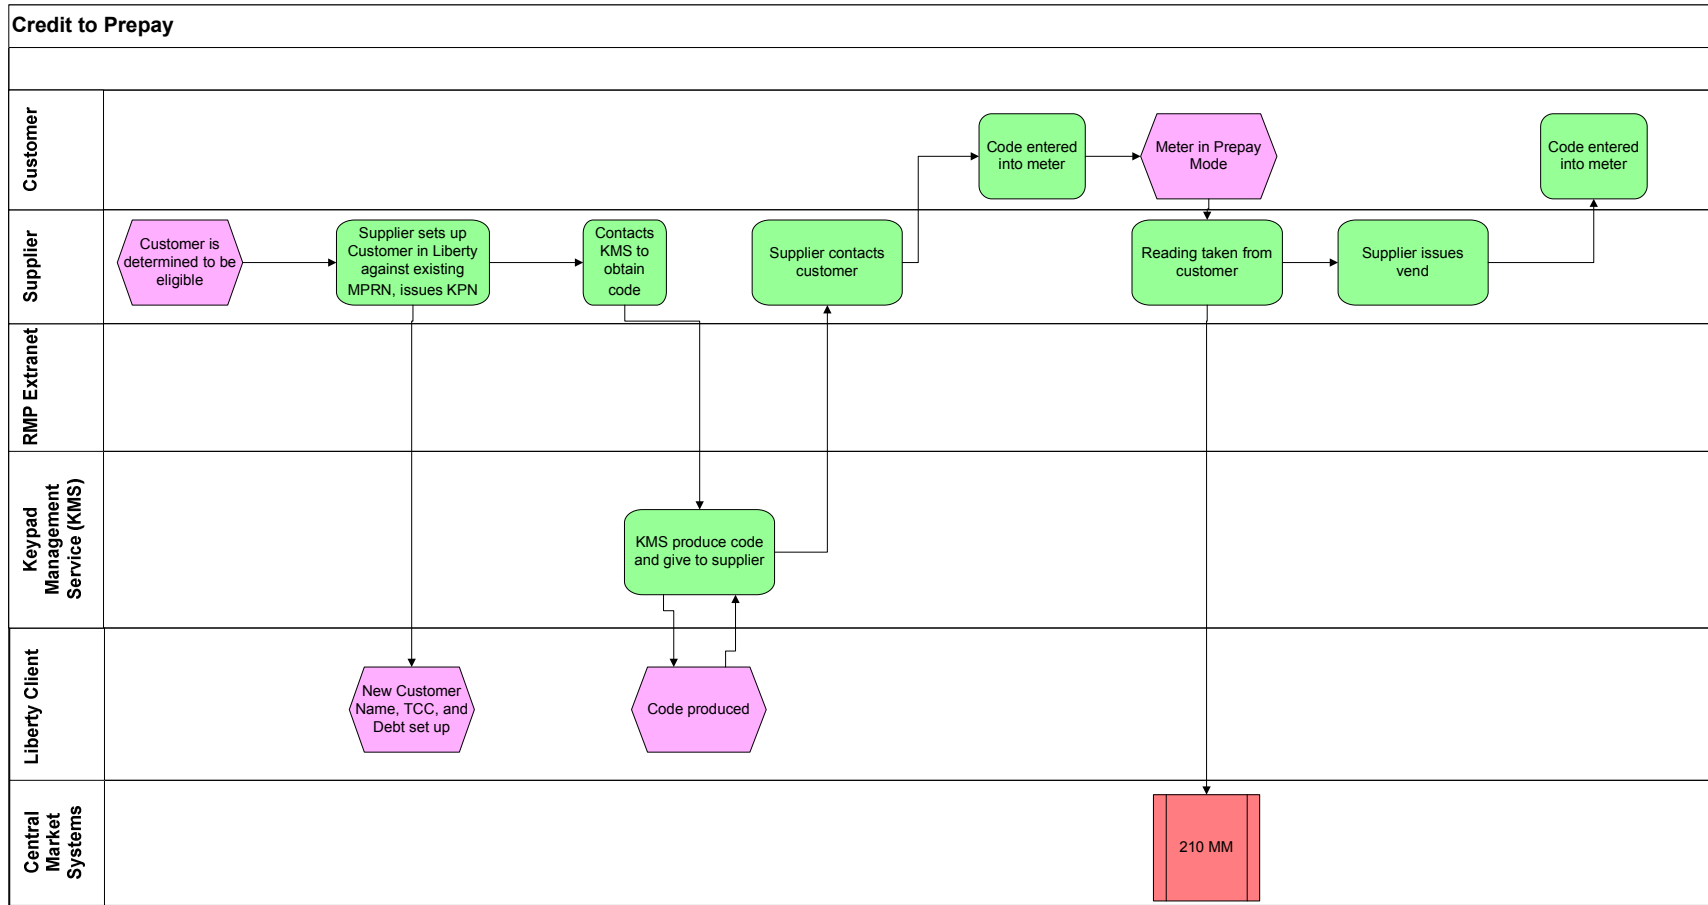 Credit to Prepay
Customer
Code entered
into meter
Meter in Prepay
Mode
Code entered
into meter
Supplier
Customer is
determined to be
eligible
Supplier sets up
Customer in Liberty
against existing
MPRN, issues KPN
Contacts
KMS to
obtain
code
Supplier contacts
customer
Reading taken from
customer
Supplier issues
vend
RMP Extranet
Keypad
Management
Service (KMS)
KMS produce code
and give to supplier
Liberty Client
New Customer
Name, TCC, and
Debt set up
Code produced
Central
Market
Systems
210 MM